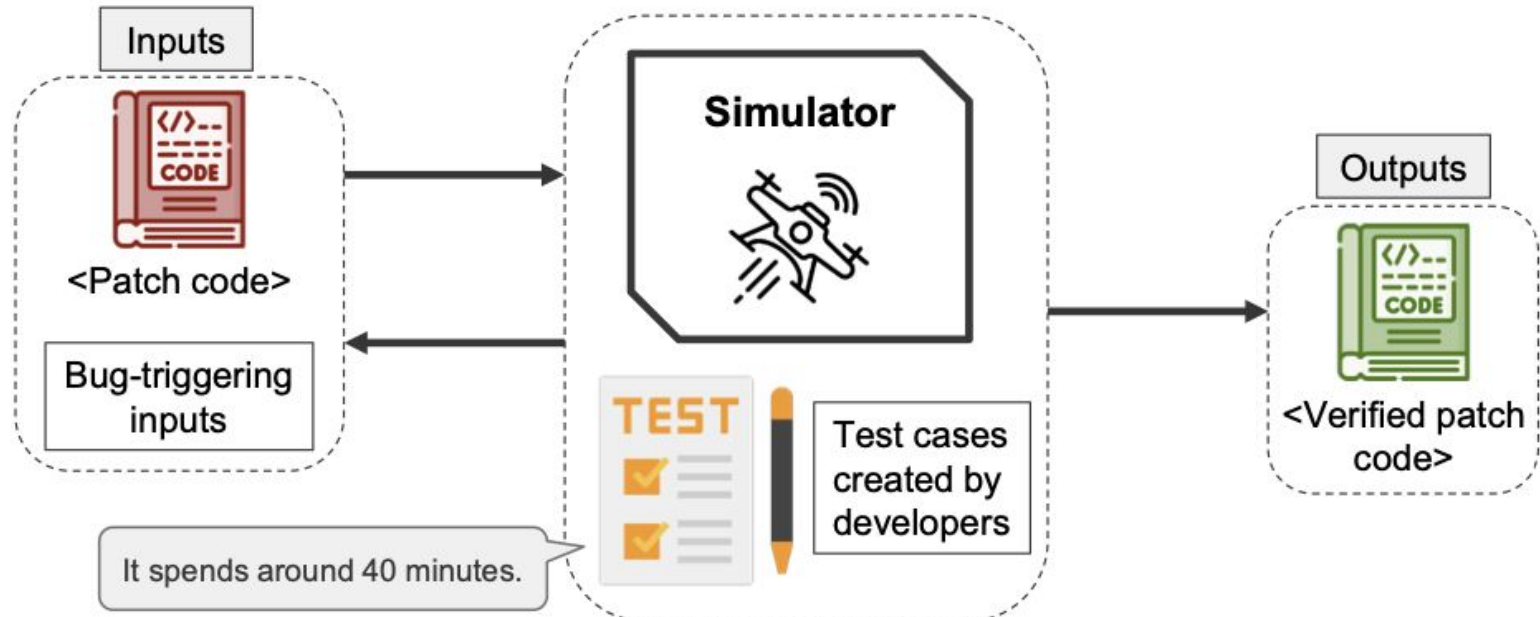 Inputs
</>
CODE
<Patch code>
Bug-triggering
inputs
Simulator
TEST
Test cases
created by
developers
It spends around 40 minutes.
Outputs
</>
CODE
<Verified patch
code>